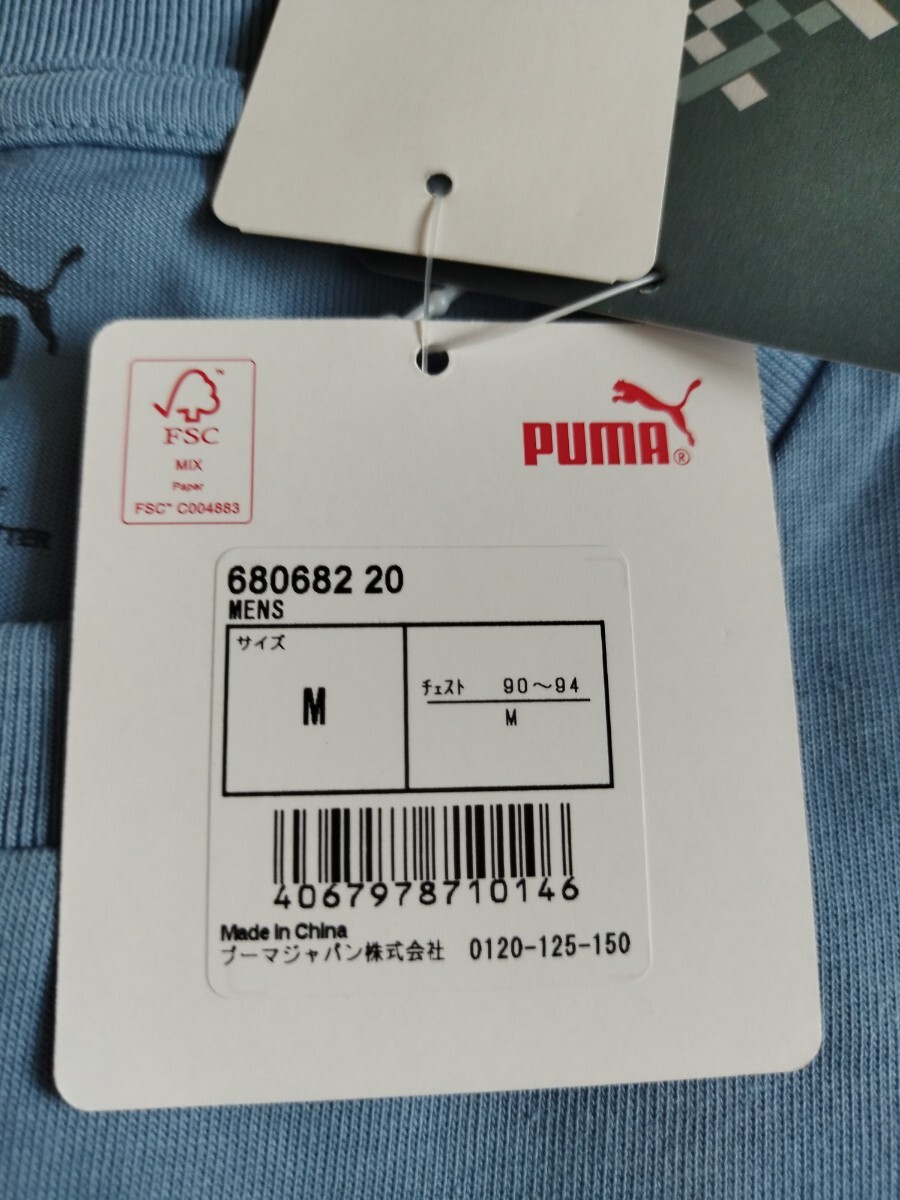 FSC
MIX
Paper
FSC™ C004883
PUMA®
680682 20
MENS
サイズ
M
チェスト 90～94
M
4067978710146
Made in China
プーマジャパン株式会社 0120-125-150